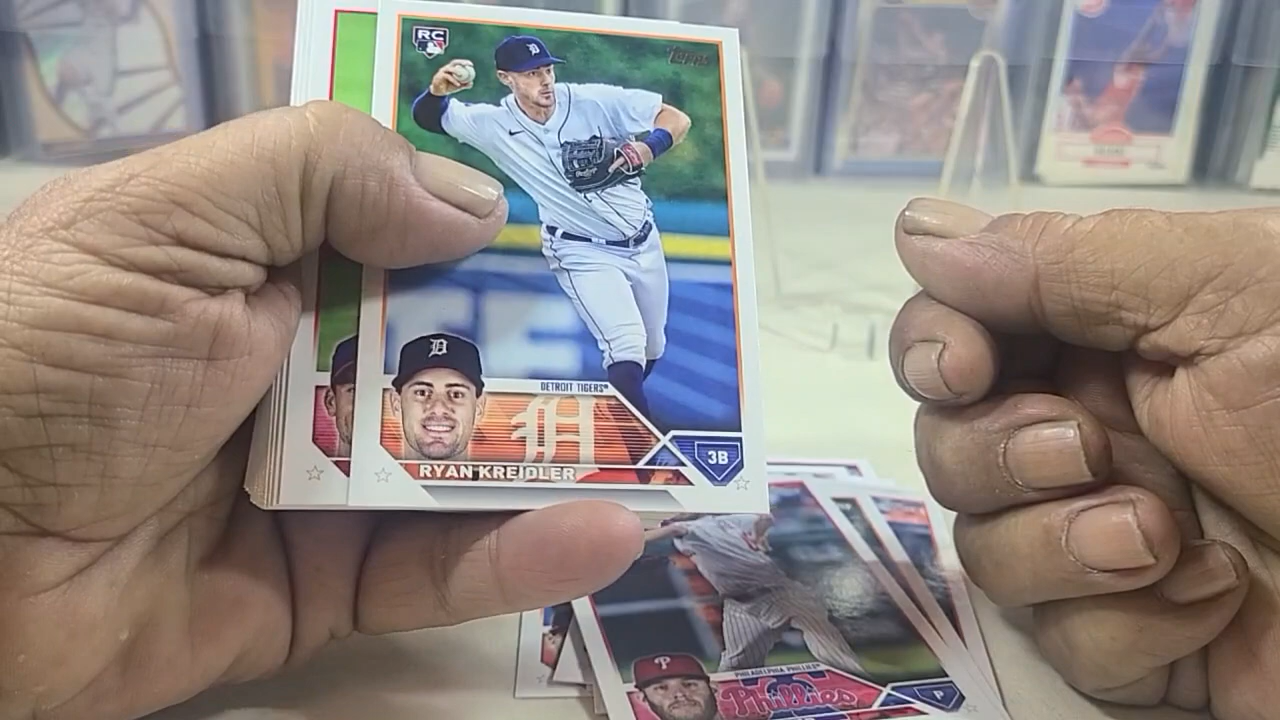 RC
Topps
D
D
DETROIT TIGERS
RYAN KREIDLER
3B
P
PHILADELPHIA PHILLIES
Phillies
P